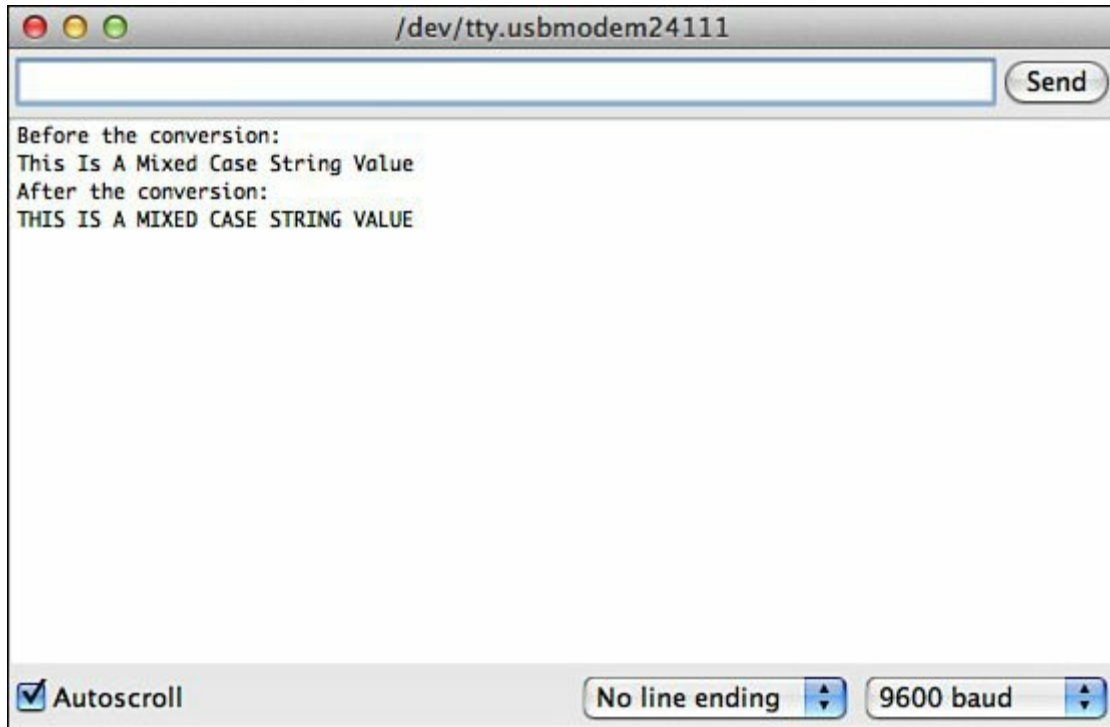 /dev/tty.usbmodem24111
Send
Before the conversion:
This Is A Mixed Case String Value
After the conversion:
THIS IS A MIXED CASE STRING VALUE
Autoscroll
No line ending
9600 baud